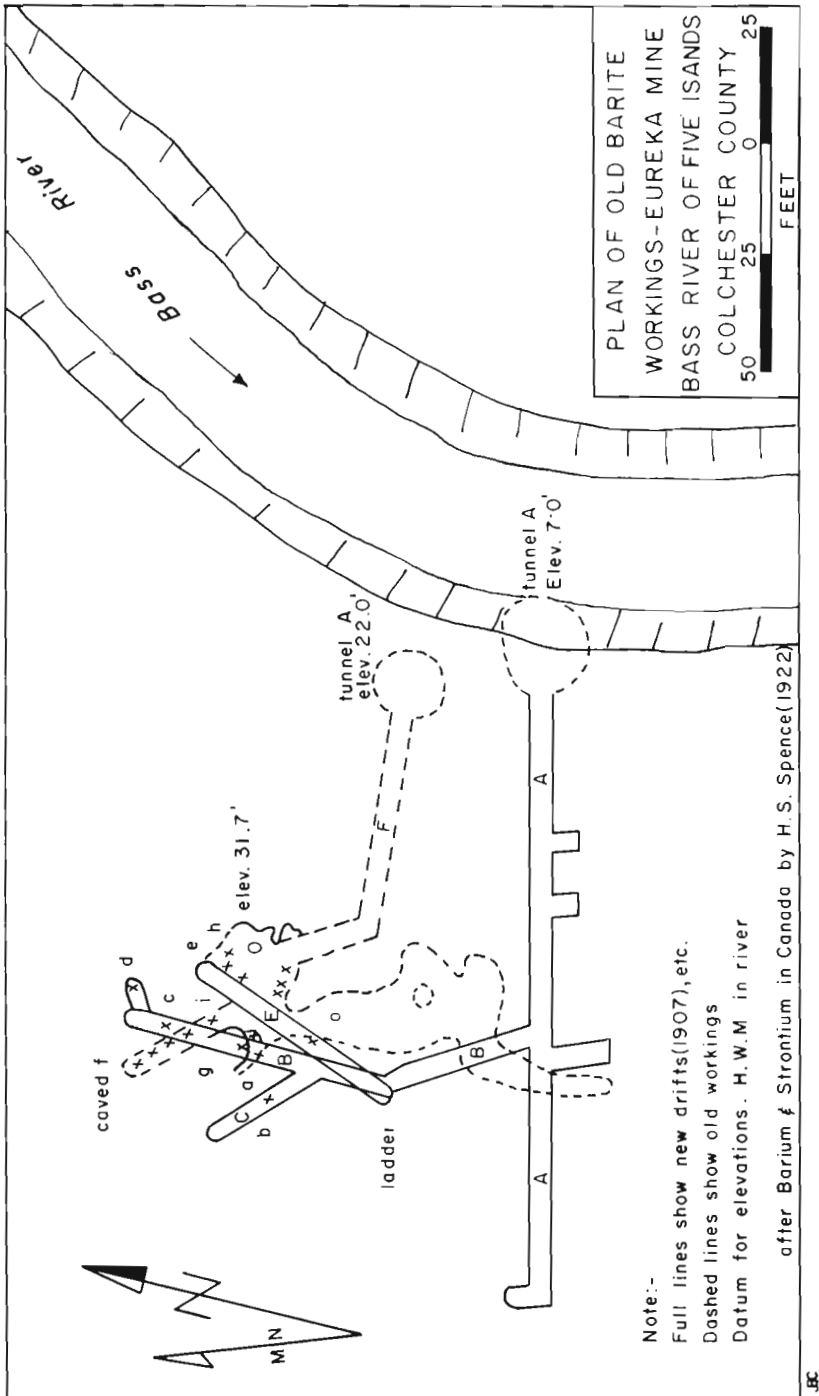 River
Bass
tunnel A
elev. 22.0'
tunnel A
Elev. 7.0'
elev. 31.7'
caved f
d
c
e
h
i
g
a
b
C
B
E
O
o
F
B
A
A
ladder
N
M N
Note:-
Full lines show new drifts(1907), etc.
Dashed lines show old workings
Datum for elevations. H.W.M in river
after Barium & Strontium in Canada by H.S. Spence(1922)
PLAN OF OLD BARITE
WORKINGS-EUREKA MINE
BASS RIVER OF FIVE ISANDS
COLCHESTER COUNTY
50 25 0 25
FEET
JBC